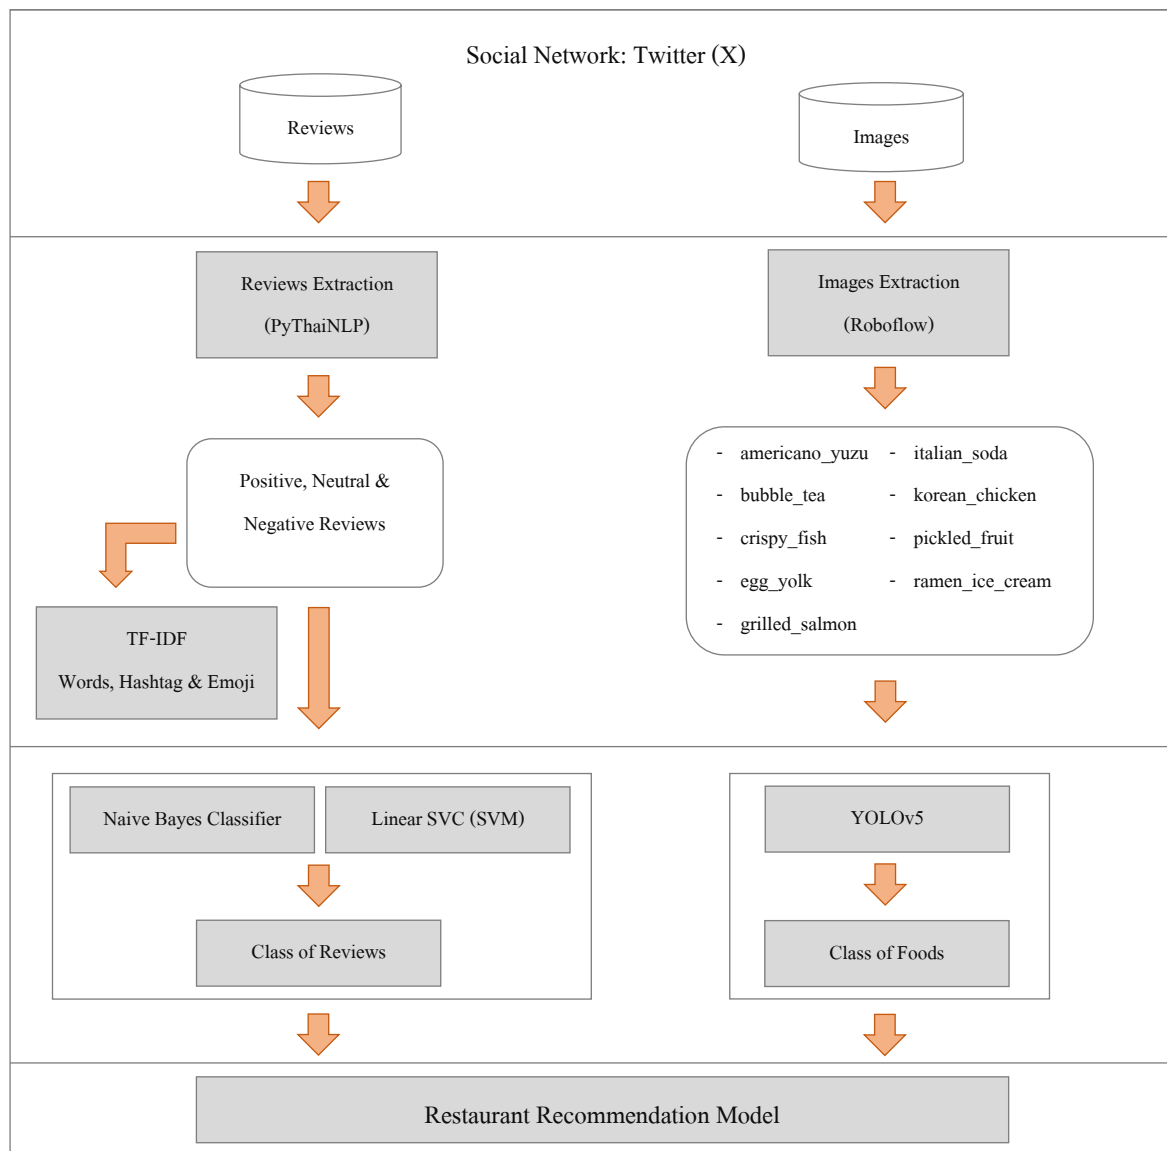 Social Network: Twitter (X)
Reviews
Images
Reviews Extraction
(PyThaiNLP)
Images Extraction
(Roboflow)
Positive, Neutral &
Negative Reviews
- americano_yuzu
- bubble_tea
- crispy_fish
- egg_yolk
- grilled_salmon
- italian_soda
- korean_chicken
- pickled_fruit
- ramen_ice_cream
TF-IDF
Words, Hashtag & Emoji
Naive Bayes Classifier
Linear SVC (SVM)
YOLOv5
Class of Reviews
Class of Foods
Restaurant Recommendation Model